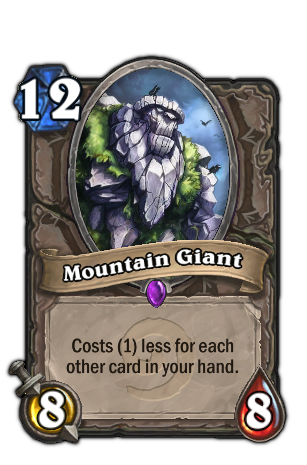 12
Mountain Giant
Costs (1) less for each
other card in your hand.
8
8